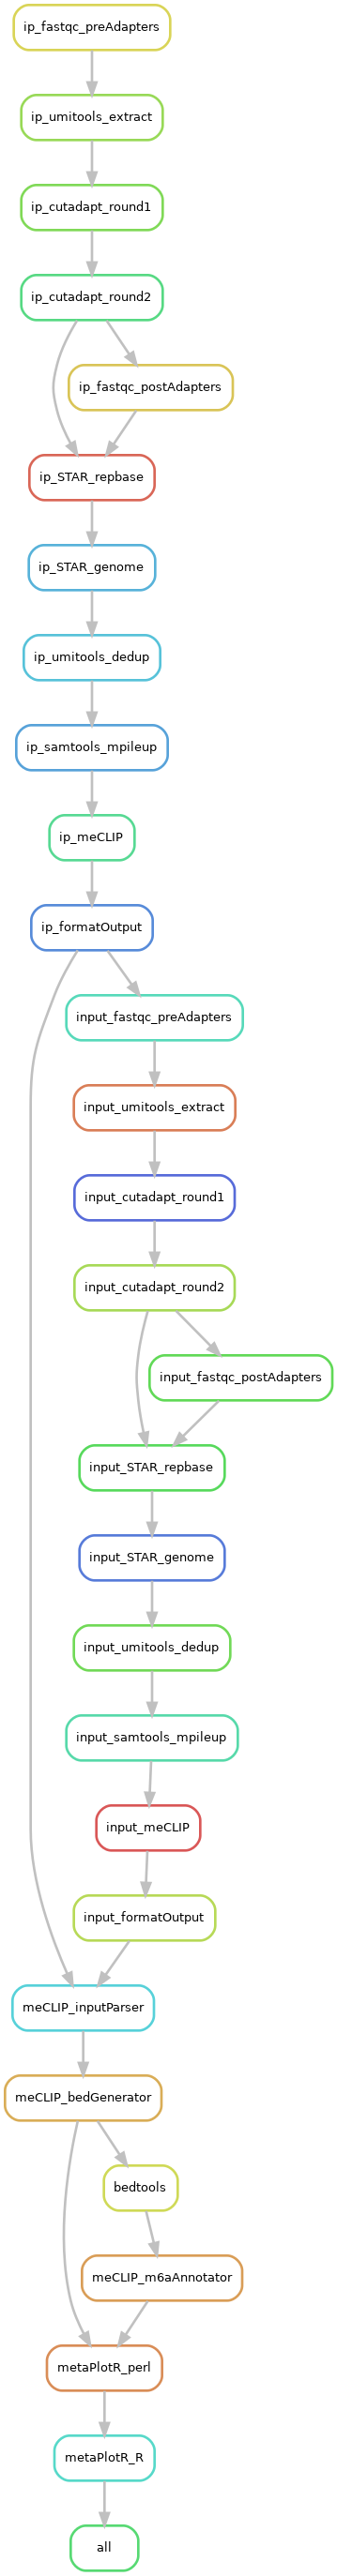 ip_fastqc_preAdapters
ip_umitools_extract
ip_cutadapt_round1
ip_cutadapt_round2
ip_fastqc_postAdapters
ip_STAR_repbase
ip_STAR_genome
ip_umitools_dedup
ip_samtools_mpileup
ip_meCLIP
ip_formatOutput
input_fastqc_preAdapters
input_umitools_extract
input_cutadapt_round1
input_cutadapt_round2
input_fastqc_postAdapters
input_STAR_repbase
input_STAR_genome
input_umitools_dedup
input_samtools_mpileup
input_meCLIP
input_formatOutput
meCLIP_inputParser
meCLIP_bedGenerator
bedtools
meCLIP_m6aAnnotator
metaPlotR_perl
metaPlotR_R
all